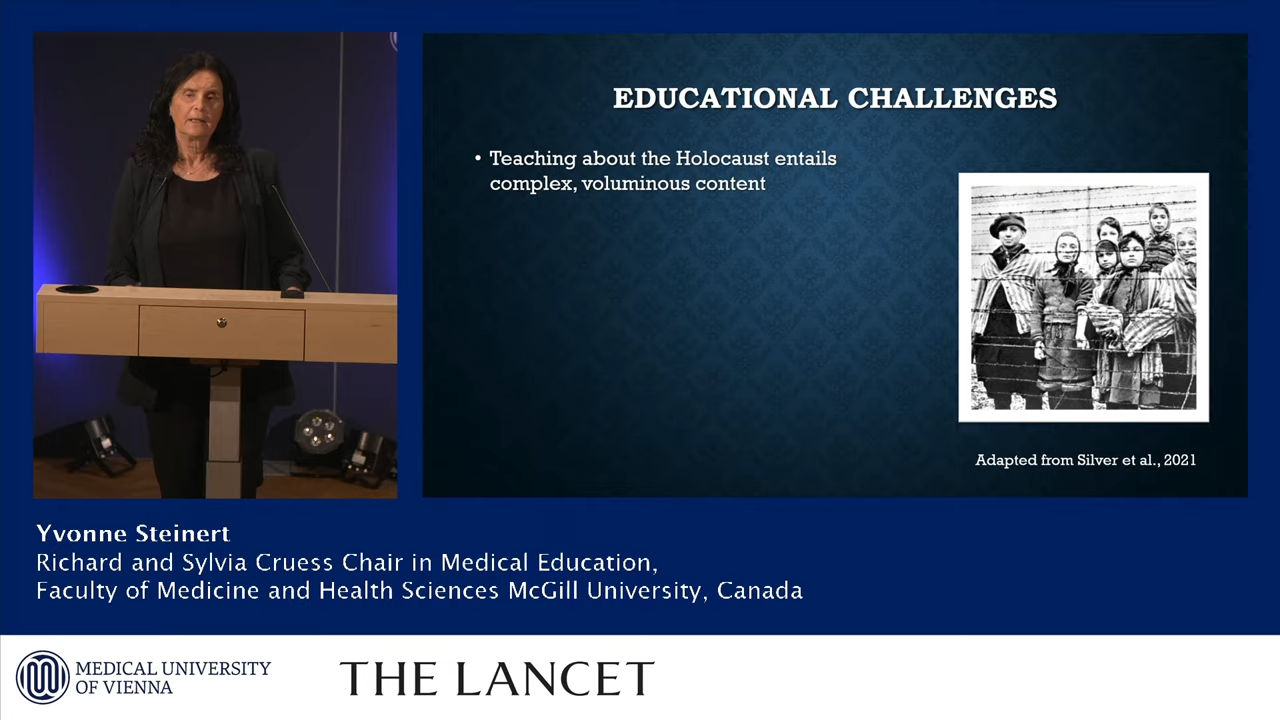 EDUCATIONAL CHALLENGES
• Teaching about the Holocaust entails
complex, voluminous content
Adapted from Silver et al., 2021
Yvonne Steinert
Richard and Sylvia Cruess Chair in Medical Education,
Faculty of Medicine and Health Sciences McGill University, Canada
MEDICAL UNIVERSITY
OF VIENNA
THE LANCET